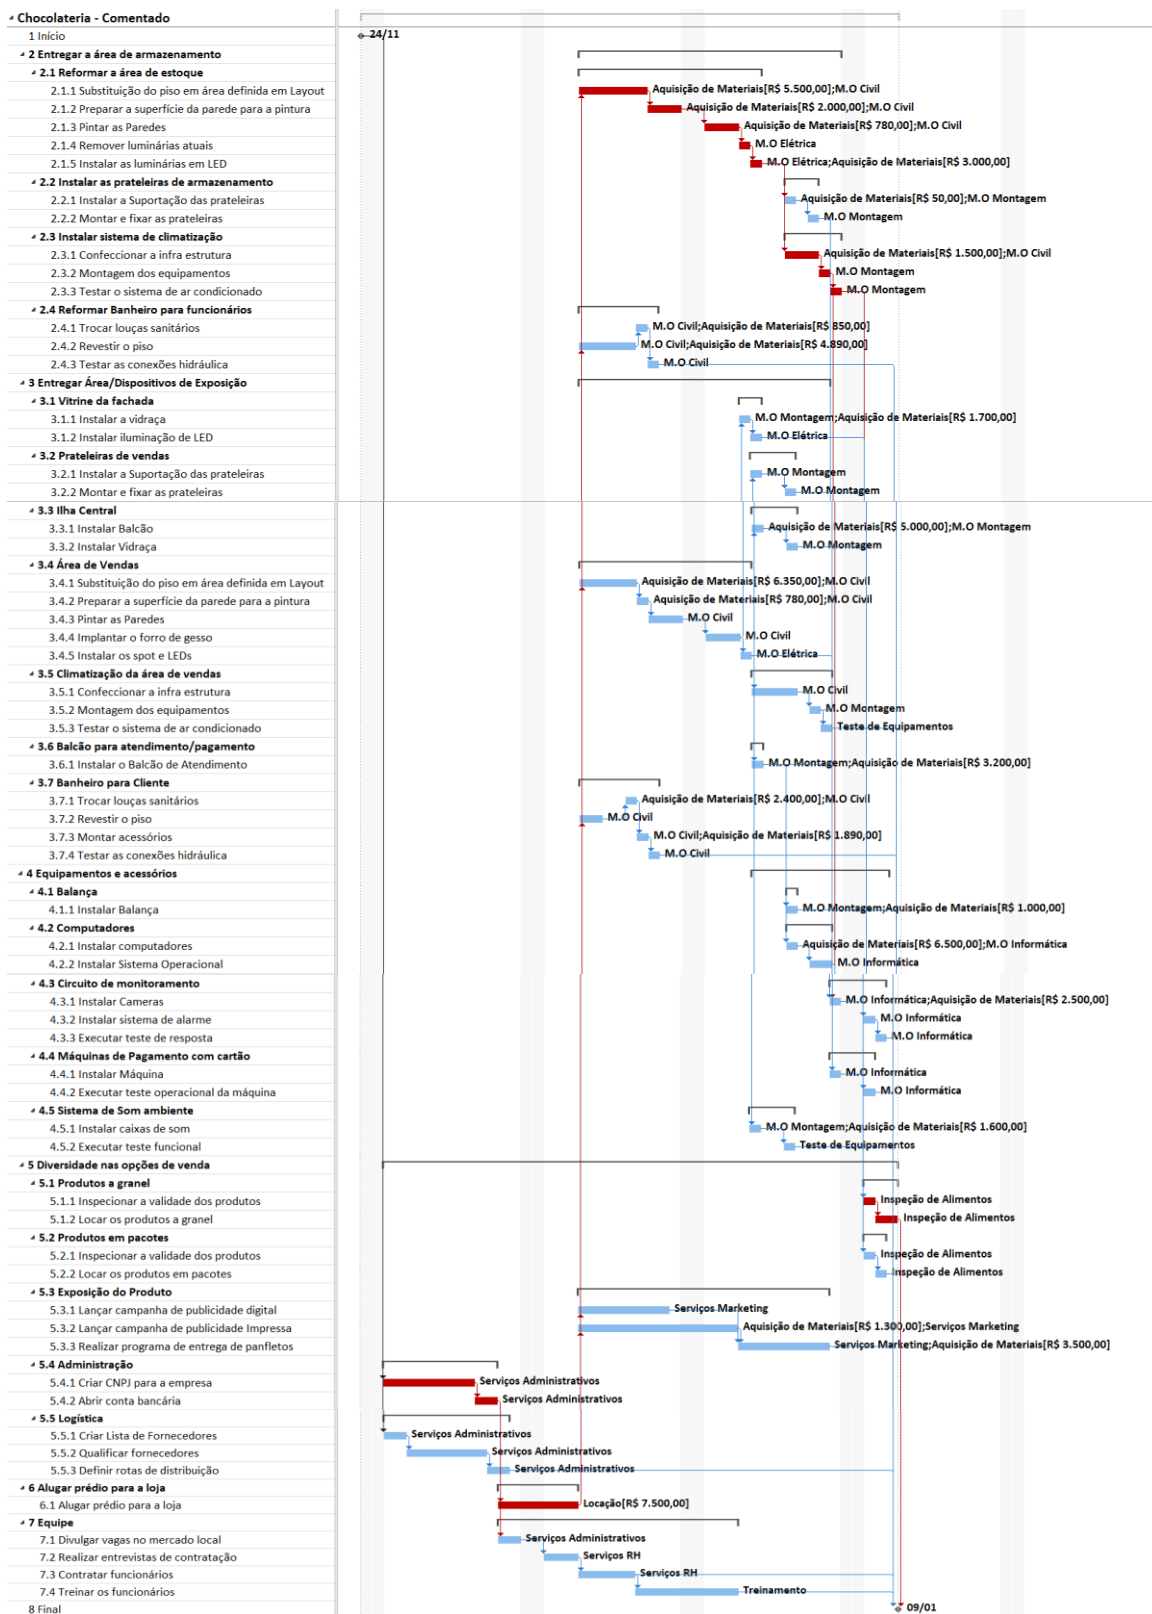 Chocolateria - Comentado
1 Início 24/11
2 Entregar a área de armazenamento
2.1 Reformar a área de estoque
2.1.1 Substituição do piso em área definida em Layout Aquisição de Materiais[R$ 5.500,00];M.O Civil
2.1.2 Preparar a superfície da parede para a pintura Aquisição de Materiais[R$ 2.000,00];M.O Civil
2.1.3 Pintar as Paredes Aquisição de Materiais[R$ 780,00];M.O Civil
2.1.4 Remover luminárias atuais M.O Elétrica
2.1.5 Instalar as luminárias em LED M.O Elétrica;Aquisição de Materiais[R$ 3.000,00]
2.2 Instalar as prateleiras de armazenamento
2.2.1 Instalar a Suportação das prateleiras Aquisição de Materiais[R$ 50,00];M.O Montagem
2.2.2 Montar e fixar as prateleiras M.O Montagem
2.3 Instalar sistema de climatização
2.3.1 Confeccionar a infra estrutura Aquisição de Materiais[R$ 1.500,00];M.O Civil
2.3.2 Montagem dos equipamentos M.O Montagem
2.3.3 Testar o sistema de ar condicionado M.O Montagem
2.4 Reformar Banheiro para funcionários
2.4.1 Trocar louças sanitários M.O Civil;Aquisição de Materiais[R$ 850,00]
2.4.2 Revestir o piso M.O Civil;Aquisição de Materiais[R$ 4.890,00]
2.4.3 Testar as conexões hidráulica M.O Civil
3 Entregar Área/Dispositivos de Exposição
3.1 Vitrine da fachada
3.1.1 Instalar a vidraça M.O Montagem;Aquisição de Materiais[R$ 1.700,00]
3.1.2 Instalar iluminação de LED M.O Elétrica
3.2 Prateleiras de vendas
3.2.1 Instalar a Suportação das prateleiras M.O Montagem
3.2.2 Montar e fixar as prateleiras M.O Montagem
3.3 Ilha Central
3.3.1 Instalar Balcão Aquisição de Materiais[R$ 5.000,00];M.O Montagem
3.3.2 Instalar Vidraça M.O Montagem
3.4 Área de Vendas
3.4.1 Substituição do piso em área definida em Layout Aquisição de Materiais[R$ 6.350,00];M.O Civil
3.4.2 Preparar a superfície da parede para a pintura Aquisição de Materiais[R$ 780,00];M.O Civil
3.4.3 Pintar as Paredes M.O Civil
3.4.4 Implantar o forro de gesso M.O Civil
3.4.5 Instalar os spot e LEDs M.O Elétrica
3.5 Climatização da área de vendas
3.5.1 Confeccionar a infra estrutura M.O Civil
3.5.2 Montagem dos equipamentos M.O Montagem
3.5.3 Testar o sistema de ar condicionado Teste de Equipamentos
3.6 Balcão para atendimento/pagamento
3.6.1 Instalar o Balcão de Atendimento M.O Montagem;Aquisição de Materiais[R$ 3.200,00]
3.7 Banheiro para Cliente
3.7.1 Trocar louças sanitários Aquisição de Materiais[R$ 2.400,00];M.O Civil
3.7.2 Revestir o piso M.O Civil
3.7.3 Montar acessórios M.O Civil;Aquisição de Materiais[R$ 1.890,00]
3.7.4 Testar as conexões hidráulica M.O Civil
4 Equipamentos e acessórios
4.1 Balança
4.1.1 Instalar Balança M.O Montagem;Aquisição de Materiais[R$ 1.000,00]
4.2 Computadores
4.2.1 Instalar computadores Aquisição de Materiais[R$ 6.500,00];M.O Informática
4.2.2 Instalar Sistema Operacional M.O Informática
4.3 Circuito de monitoramento
4.3.1 Instalar Cameras M.O Informática;Aquisição de Materiais[R$ 2.500,00]
4.3.2 Instalar sistema de alarme M.O Informática
4.3.3 Executar teste de resposta M.O Informática
4.4 Máquinas de Pagamento com cartão
4.4.1 Instalar Máquina M.O Informática
4.4.2 Executar teste operacional da máquina M.O Informática
4.5 Sistema de Som ambiente
4.5.1 Instalar caixas de som M.O Montagem;Aquisição de Materiais[R$ 1.600,00]
4.5.2 Executar teste funcional Teste de Equipamentos
5 Diversidade nas opções de venda
5.1 Produtos a granel
5.1.1 Inspecionar a validade dos produtos Inspeção de Alimentos
5.1.2 Locar os produtos a granel Inspeção de Alimentos
5.2 Produtos em pacotes
5.2.1 Inspecionar a validade dos produtos Inspeção de Alimentos
5.2.2 Locar os produtos em pacotes Inspeção de Alimentos
5.3 Exposição do Produto
5.3.1 Lançar campanha de publicidade digital Serviços Marketing
5.3.2 Lançar campanha de publicidade Impressa Aquisição de Materiais[R$ 1.300,00];Serviços Marketing
5.3.3 Realizar programa de entrega de panfletos Serviços Marketing;Aquisição de Materiais[R$ 3.500,00]
5.4 Administração
5.4.1 Criar CNPJ para a empresa Serviços Administrativos
5.4.2 Abrir conta bancária Serviços Administrativos
5.5 Logística
5.5.1 Criar Lista de Fornecedores Serviços Administrativos
5.5.2 Qualificar fornecedores Serviços Administrativos
5.5.3 Definir rotas de distribuição Serviços Administrativos
6 Alugar prédio para a loja
6.1 Alugar prédio para a loja Locação[R$ 7.500,00]
7 Equipe
7.1 Divulgar vagas no mercado local Serviços Administrativos
7.2 Realizar entrevistas de contratação Serviços RH
7.3 Contratar funcionários Serviços RH
7.4 Treinar os funcionários Treinamento
8 Final 09/01